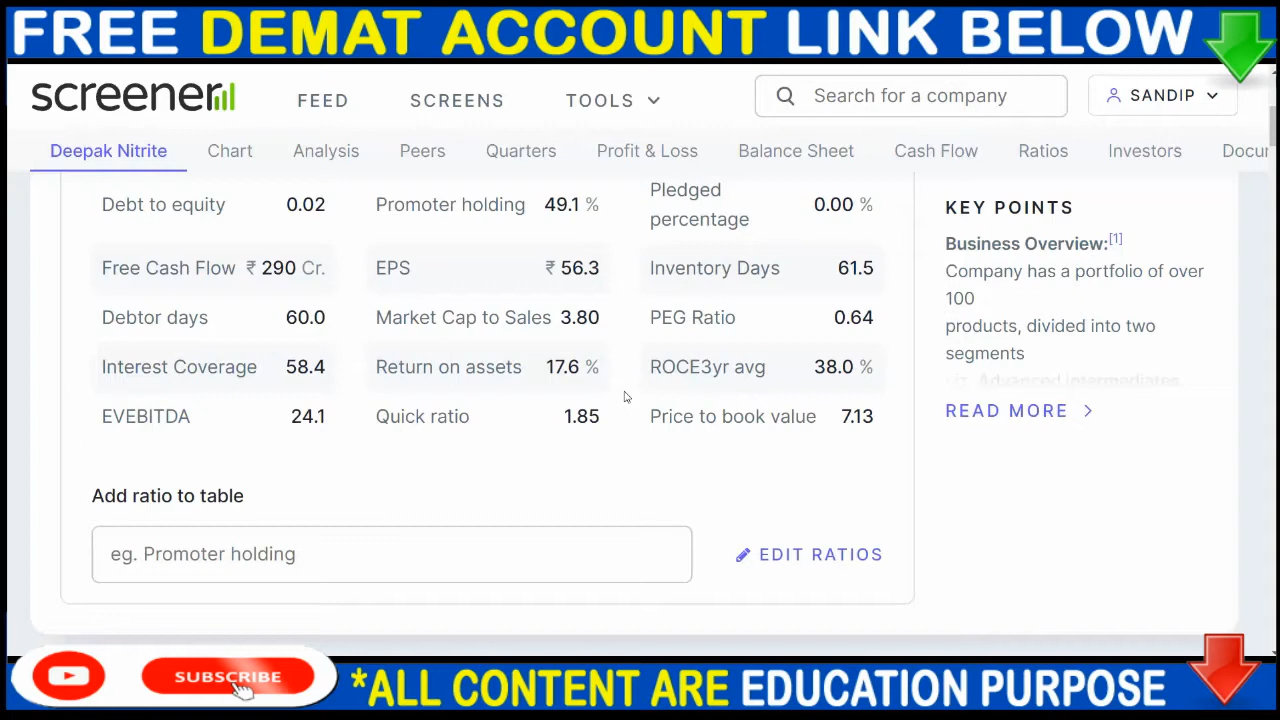 FREE DEMAT ACCOUNT LINK BELOW
screener FEED SCREENS TOOLS Search for a company SANDIP
Deepak Nitrite Chart Analysis Peers Quarters Profit & Loss Balance Sheet Cash Flow Ratios Investors Docur
Debt to equity 0.02 Promoter holding 49.1 % Pledged percentage 0.00 %
Free Cash Flow ₹ 290 Cr. EPS ₹ 56.3 Inventory Days 61.5
Debtor days 60.0 Market Cap to Sales 3.80 PEG Ratio 0.64
Interest Coverage 58.4 Return on assets 17.6 % ROCE3yr avg 38.0 %
EVEBITDA 24.1 Quick ratio 1.85 Price to book value 7.13
Add ratio to table
eg. Promoter holding EDIT RATIOS
KEY POINTS
Business Overview:[1]
Company has a portfolio of over
100
products, divided into two
segments
Advanced intermediates
READ MORE
SUBSCRIBE
*ALL CONTENT ARE EDUCATION PURPOSE